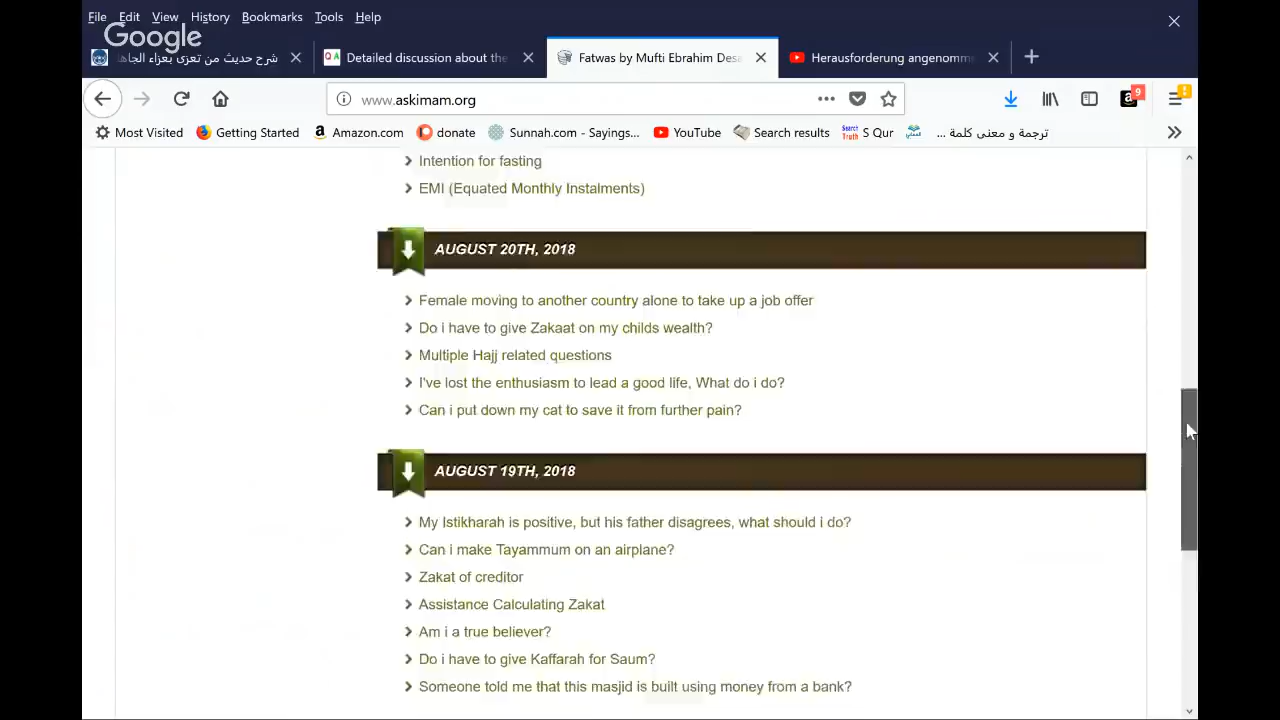 File Edit View History Bookmarks Tools Help
Google
شرح حديث من تعزى بعزاء الجاها
Detailed discussion about the
Fatwas by Mufti Ebrahim Desa
Herausforderung angenomme
www.askimam.org
9
Most Visited Getting Started Amazon.com donate Sunnah.com - Sayings... YouTube Search results S Qur ترجمة و معنى كلمة ...
Intention for fasting
EMI (Equated Monthly Instalments)
AUGUST 20TH, 2018
Female moving to another country alone to take up a job offer
Do i have to give Zakaat on my childs wealth?
Multiple Hajj related questions
I've lost the enthusiasm to lead a good life, What do i do?
Can i put down my cat to save it from further pain?
AUGUST 19TH, 2018
My Istikharah is positive, but his father disagrees, what should i do?
Can i make Tayammum on an airplane?
Zakat of creditor
Assistance Calculating Zakat
Am i a true believer?
Do i have to give Kaffarah for Saum?
Someone told me that this masjid is built using money from a bank?